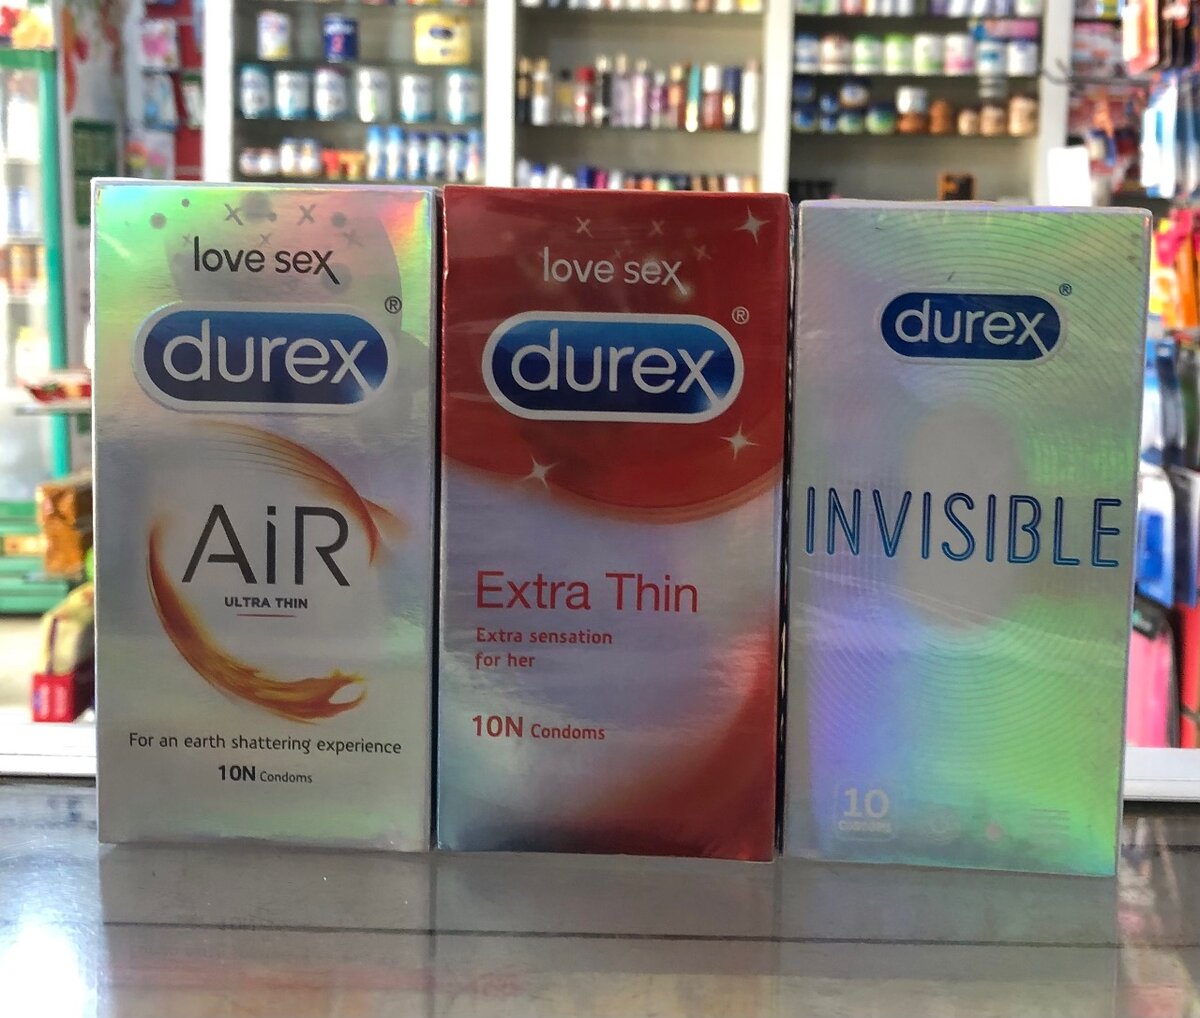 love sex
durex®
AiR
ULTRA THIN
For an earth shattering experience
10N Condoms
love sex
durex®
Extra Thin
Extra sensation
for her
10N Condoms
durex®
INVISIBLE
10
CONDOMS